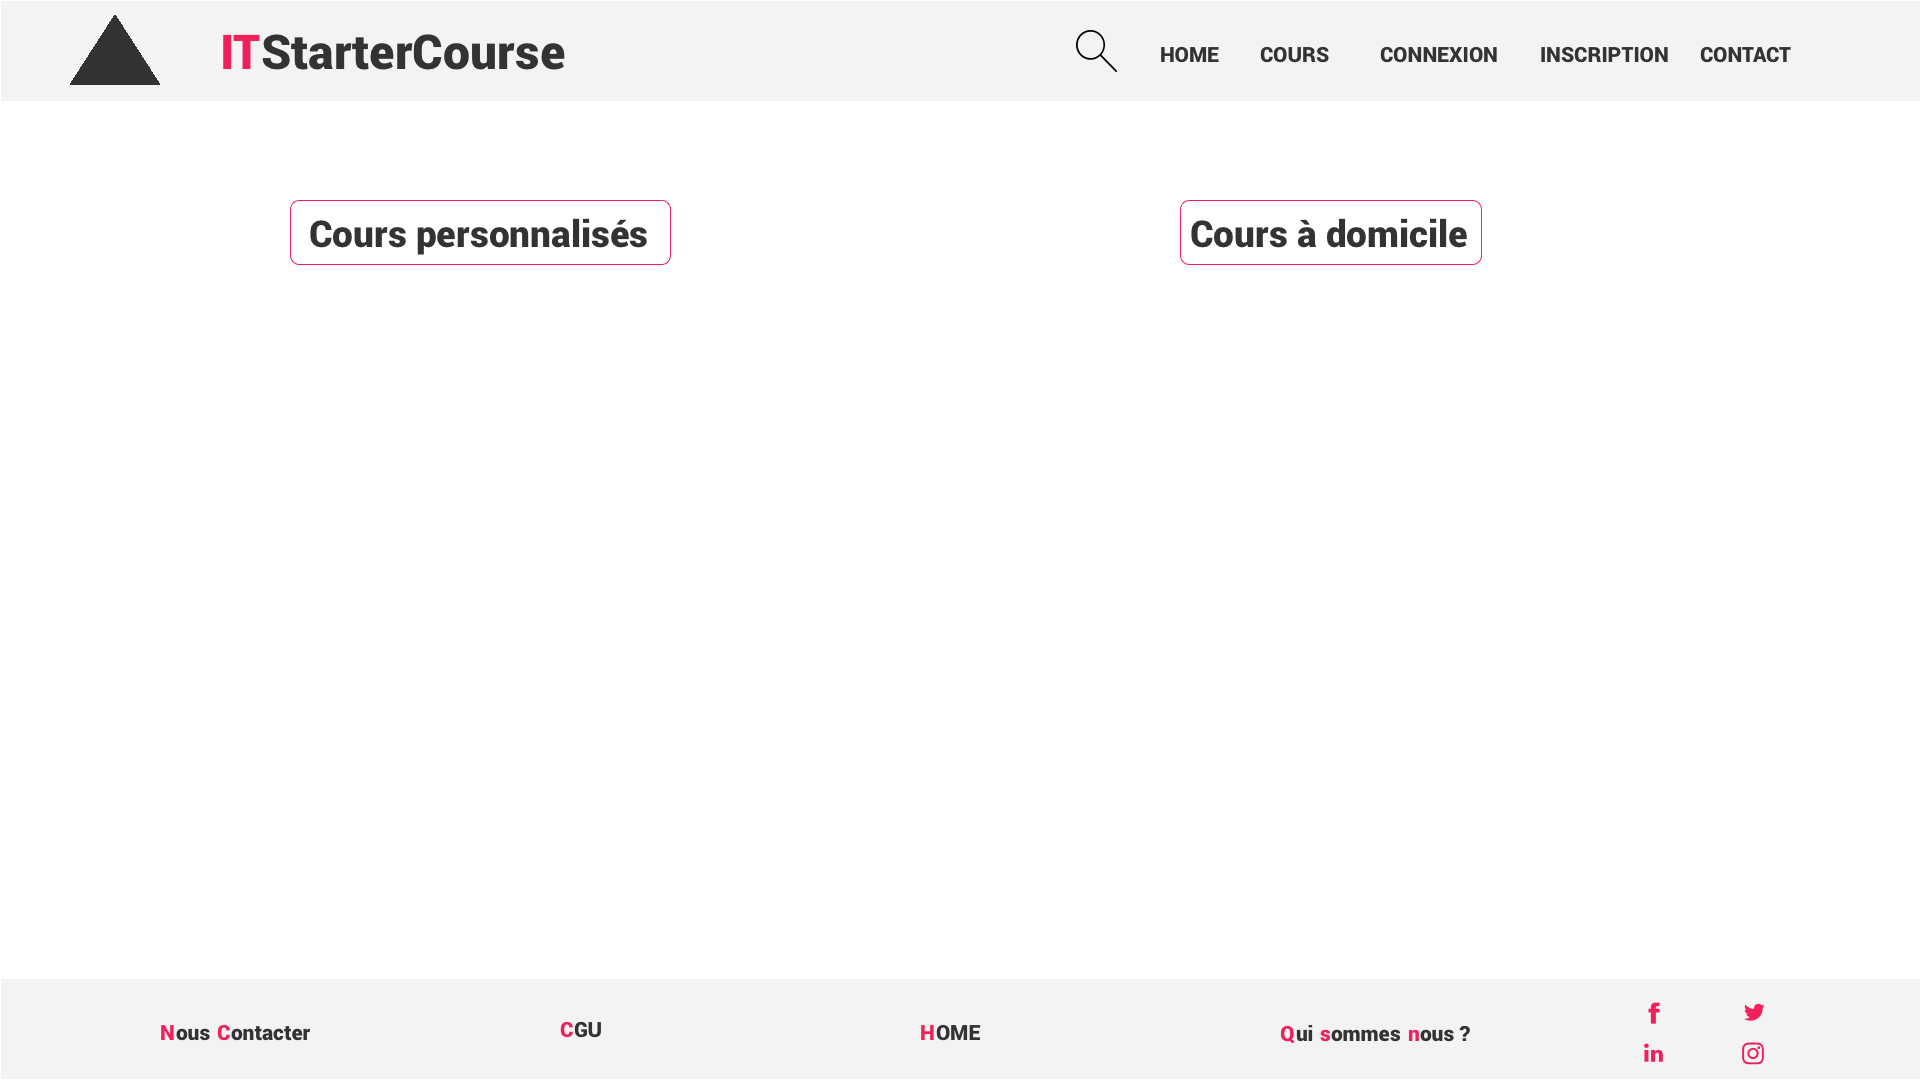 ITStarterCourse
HOME COURS CONNEXION INSCRIPTION CONTACT
Cours personnalisés
Cours à domicile
Nous Contacter
CGU
HOME
Qui sommes nous ?